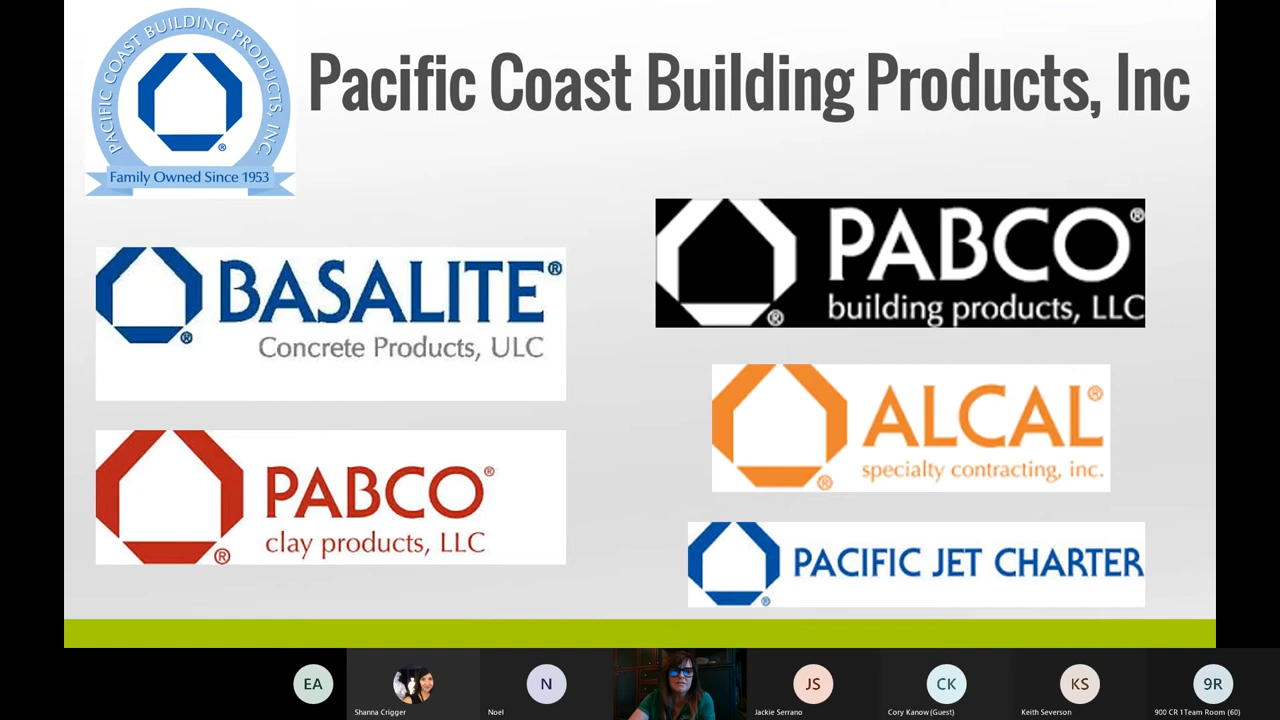 PACIFIC COAST BUILDING PRODUCTS, INC.
®
Family Owned Since 1953
Pacific Coast Building Products, Inc
BASALITE®
®
Concrete Products, ULC
PABCO®
®
clay products, LLC
PABCO®
®
building products, LLC
ALCAL®
®
specialty contracting, inc.
PACIFIC JET CHARTER
®
EA
Shanna Crigger
N
Noel
JS
Jackie Serrano
CK
Cory Kanow (Guest)
KS
Keith Severson
9R
900 CR 1Team Room (60)